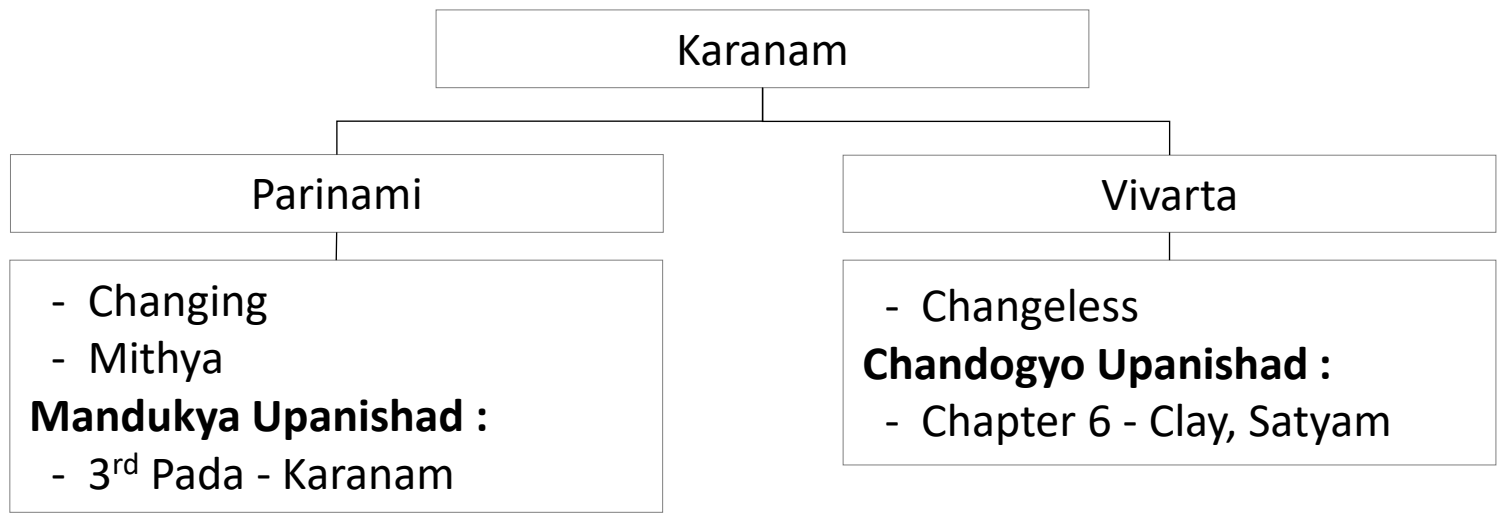 Karanam
Parinami
Vivarta
- Changing
- Mithya
Mandukya Upanishad :
- 3rd Pada - Karanam
- Changeless
Chandogyo Upanishad :
- Chapter 6 - Clay, Satyam